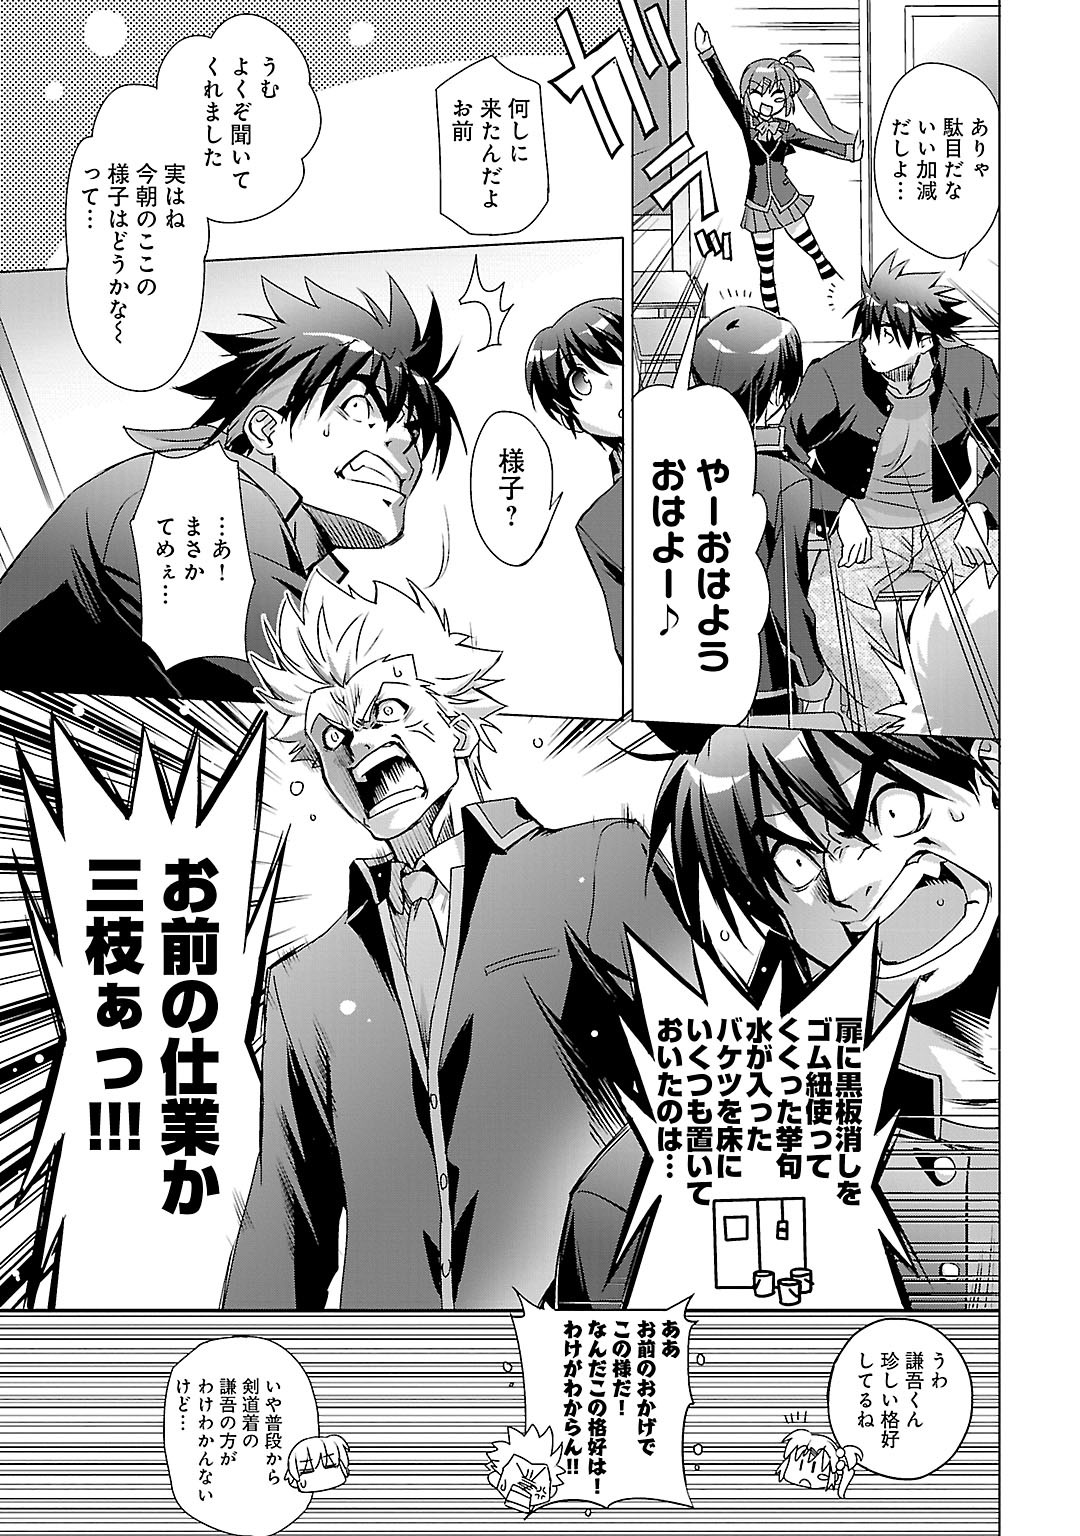 ありゃ
駄目だな
いい加減
だしよ…
ガラッ
やーおはよう
おはよー♪
何しに
来たんだよ
お前
うむ
よくぞ聞いて
くれました
実はね
今朝のここの
様子はどうかな～
って…
様子？
…あ！
まさか
てめぇ…
扉に黒板消しを
ゴム紐使って
くくった挙句
水が入った
バケツを床に
いくつも置いて
おいたのは…
お前の仕業か
三枝ぁっ!!!
うわ
謙吾くん
珍しい格好
してるね
ああ
お前のおかげで
この様だ！
なんだこの格好は！
わけがわからん!!
いや普段から
剣道着の
謙吾の方が
わけわかんない
けど…